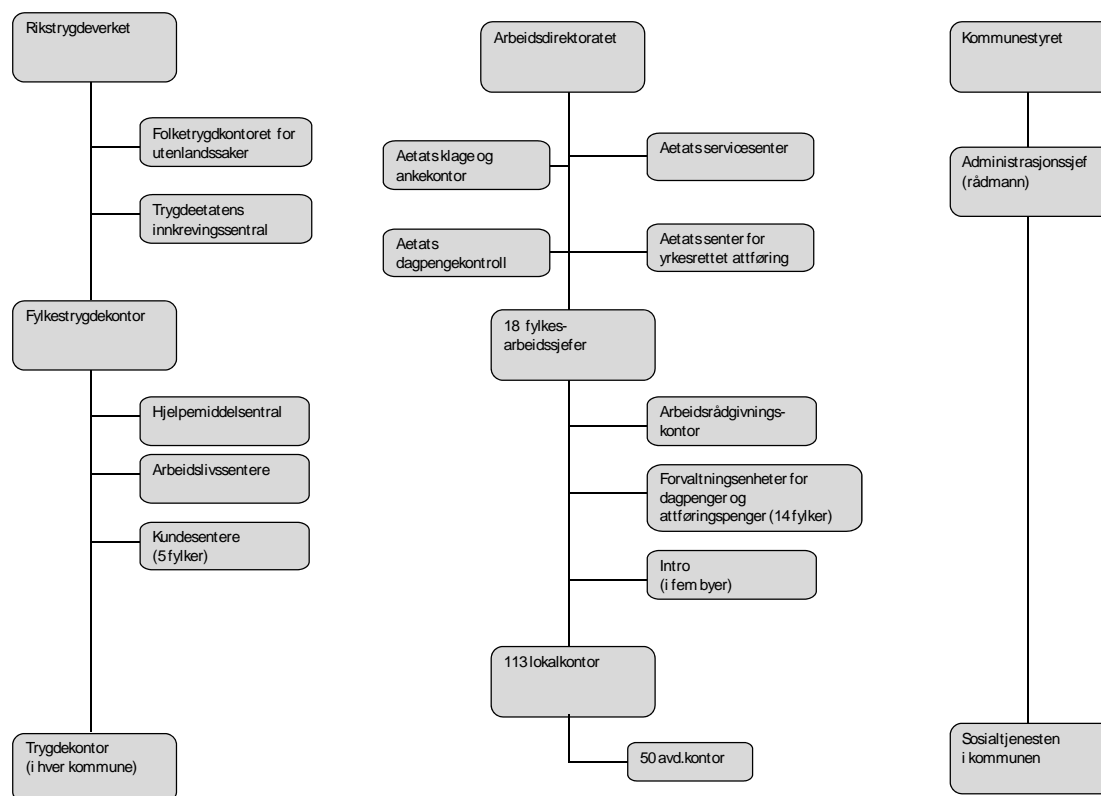 Rikstrygdeverket
Folketrygdkontoret for
utenlandssaker
Trygdeetatens
innkrevingssentral
Fylkestrygdekontor
Hjelpemiddelsentral
Arbeidslivssentere
Kundesentere
(5 fylker)
Trygdekontor
(i hver kommune)
Arbeidsdirektoratet
Aetats klage og
ankekontor
Aetats servicesenter
Aetats
dagpengekontroll
Aetats senter for
yrkesrettet attføring
18 fylkes-
arbeidssjefer
Arbeidsrådgivnings-
kontor
Forvaltningsenheter for
dagpenger og
attføringspenger (14 fylker)
Intro
(i fem byer)
113 lokalkontor
50 avd.kontor
Kommunestyret
Administrasjonssjef
(rådmann)
Sosialtjenesten
i kommunen